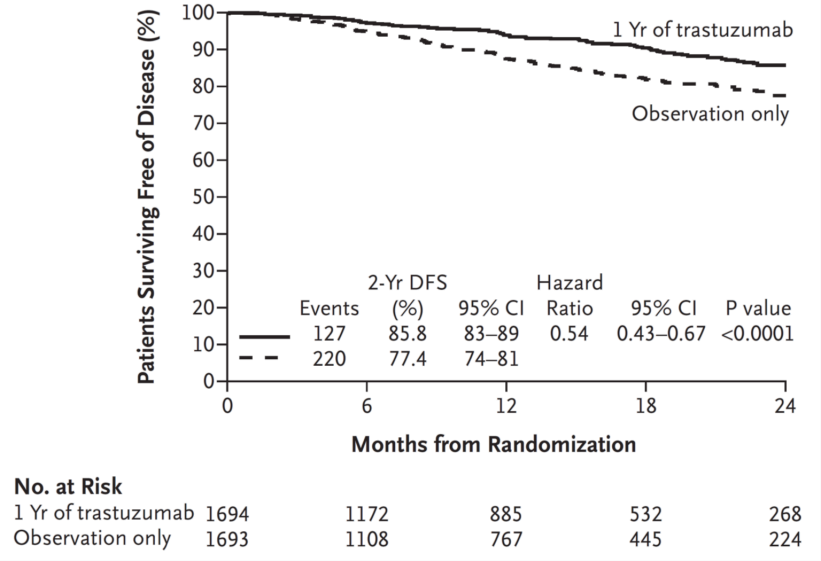 Patients Surviving Free of Disease (%)
100
90
80
70
60
50
40
30
20
10
0
1 Yr of trastuzumab
Observation only
2-Yr DFS Hazard
Events (%) 95% CI Ratio 95% CI P value
127 85.8 83–89 0.54 0.43–0.67 <0.0001
220 77.4 74–81
0 6 12 18 24
Months from Randomization
No. at Risk
1 Yr of trastuzumab 1694 1172 885 532 268
Observation only 1693 1108 767 445 224